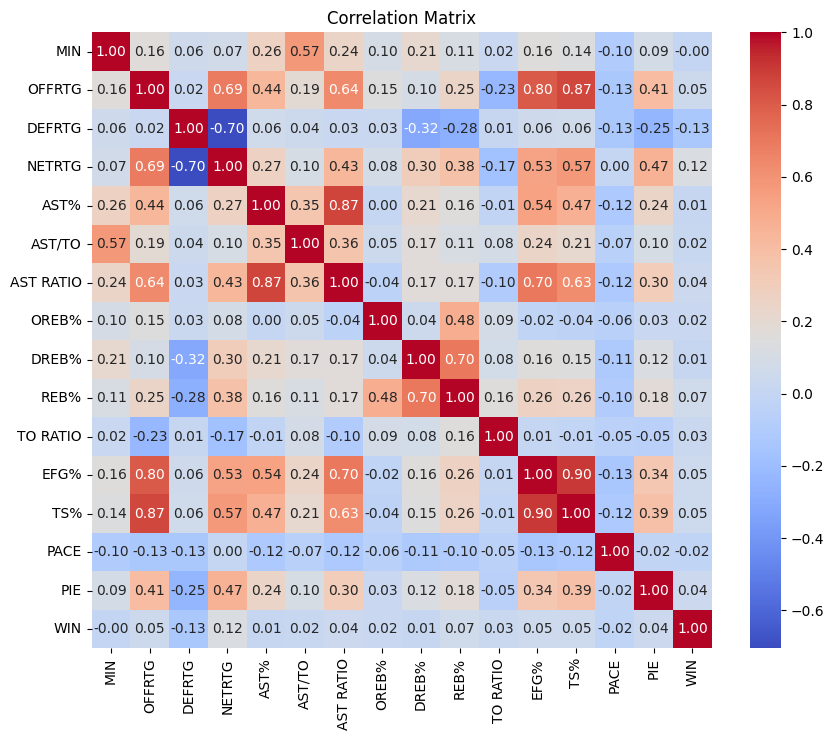 Correlation Matrix
MIN 1.00 0.16 0.06 0.07 0.26 0.57 0.24 0.10 0.21 0.11 0.02 0.16 0.14 -0.10 0.09 -0.00
OFFRTG 0.16 1.00 0.02 0.69 0.44 0.19 0.64 0.15 0.10 0.25 -0.23 0.80 0.87 -0.13 0.41 0.05
DEFRTG 0.06 0.02 1.00 -0.70 0.06 0.04 0.03 0.03 -0.32 -0.28 0.01 0.06 0.06 -0.13 -0.25 -0.13
NETRTG 0.07 0.69 -0.70 1.00 0.27 0.10 0.43 0.08 0.30 0.38 -0.17 0.53 0.57 0.00 0.47 0.12
AST% 0.26 0.44 0.06 0.27 1.00 0.35 0.87 0.00 0.21 0.16 -0.01 0.54 0.47 -0.12 0.24 0.01
AST/TO 0.57 0.19 0.04 0.10 0.35 1.00 0.36 0.05 0.17 0.11 0.08 0.24 0.21 -0.07 0.10 0.02
AST RATIO 0.24 0.64 0.03 0.43 0.87 0.36 1.00 -0.04 0.17 0.17 -0.10 0.70 0.63 -0.12 0.30 0.04
OREB% 0.10 0.15 0.03 0.08 0.00 0.05 -0.04 1.00 0.04 0.48 0.09 -0.02 -0.04 -0.06 0.03 0.02
DREB% 0.21 0.10 -0.32 0.30 0.21 0.17 0.17 0.04 1.00 0.70 0.08 0.16 0.15 -0.11 0.12 0.01
REB% 0.11 0.25 -0.28 0.38 0.16 0.11 0.17 0.48 0.70 1.00 0.16 0.26 0.26 -0.10 0.18 0.07
TO RATIO 0.02 -0.23 0.01 -0.17 -0.01 0.08 -0.10 0.09 0.08 0.16 1.00 0.01 -0.01 -0.05 -0.05 0.03
EFG% 0.16 0.80 0.06 0.53 0.54 0.24 0.70 -0.02 0.16 0.26 0.01 1.00 0.90 -0.13 0.34 0.05
TS% 0.14 0.87 0.06 0.57 0.47 0.21 0.63 -0.04 0.15 0.26 -0.01 0.90 1.00 -0.12 0.39 0.05
PACE -0.10 -0.13 -0.13 0.00 -0.12 -0.07 -0.12 -0.06 -0.11 -0.10 -0.05 -0.13 -0.12 1.00 -0.02 -0.02
PIE 0.09 0.41 -0.25 0.47 0.24 0.10 0.30 0.03 0.12 0.18 -0.05 0.34 0.39 -0.02 1.00 0.04
WIN -0.00 0.05 -0.13 0.12 0.01 0.02 0.04 0.02 0.01 0.07 0.03 0.05 0.05 -0.02 0.04 1.00
MIN OFFRTG DEFRTG NETRTG AST% AST/TO AST RATIO OREB% DREB% REB% TO RATIO EFG% TS% PACE PIE WIN
1.0
0.8
0.6
0.4
0.2
0.0
−0.2
−0.4
−0.6